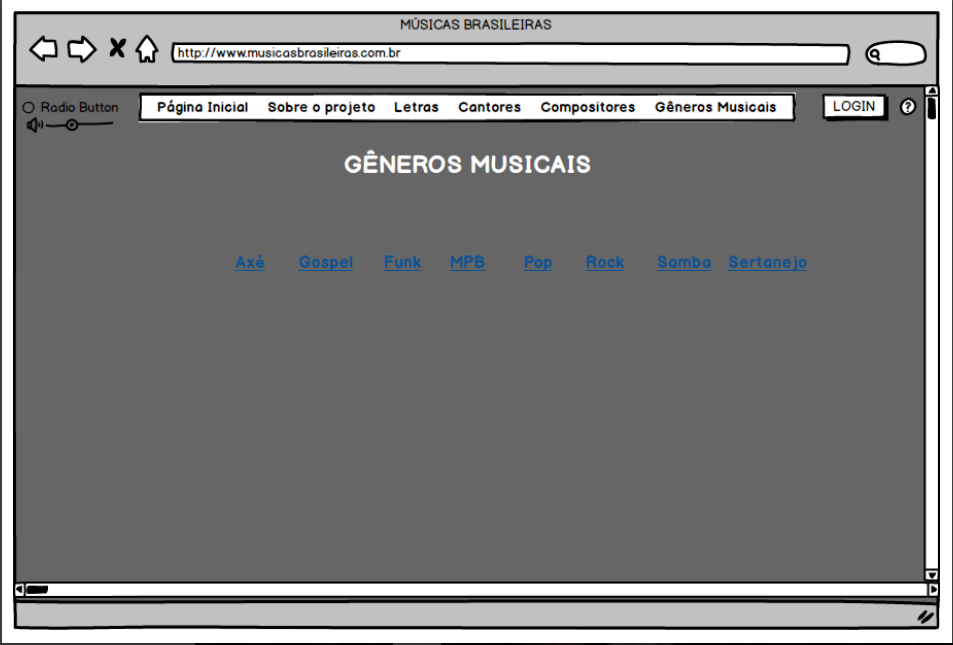 MÚSICAS BRASILEIRAS
http://www.musicasbrasileiras.com.br
Radio Button Página Inicial Sobre o projeto Letras Cantores Compositores Gêneros Musicais LOGIN ?
GÊNEROS MUSICAIS
Axé Gospel Funk MPB Pop Rock Samba Sertanejo